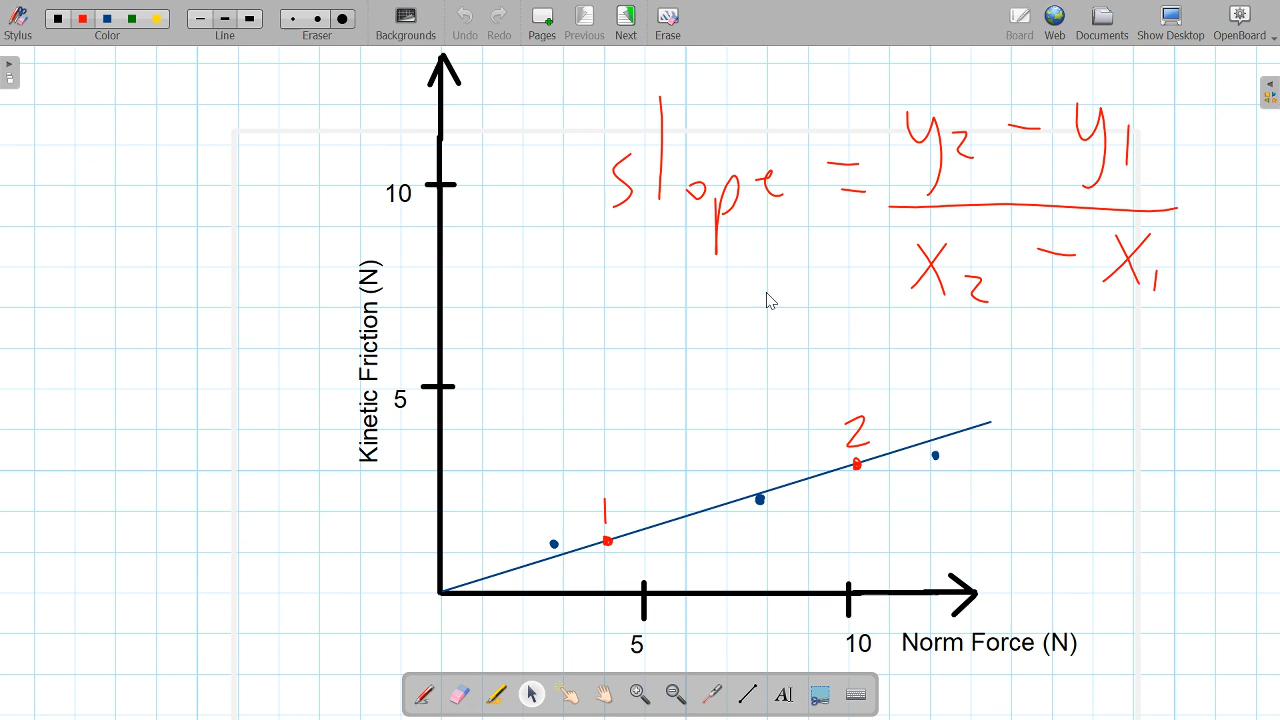 Stylus
Color
Line
Eraser
Backgrounds
Undo
Redo
Pages
Previous
Next
Erase
Board
Web
Documents
Show Desktop
OpenBoard
slope = y2 - y1
x2 - x1
10
Kinetic Friction (N)
5
2
1
5
10
Norm Force (N)
AI